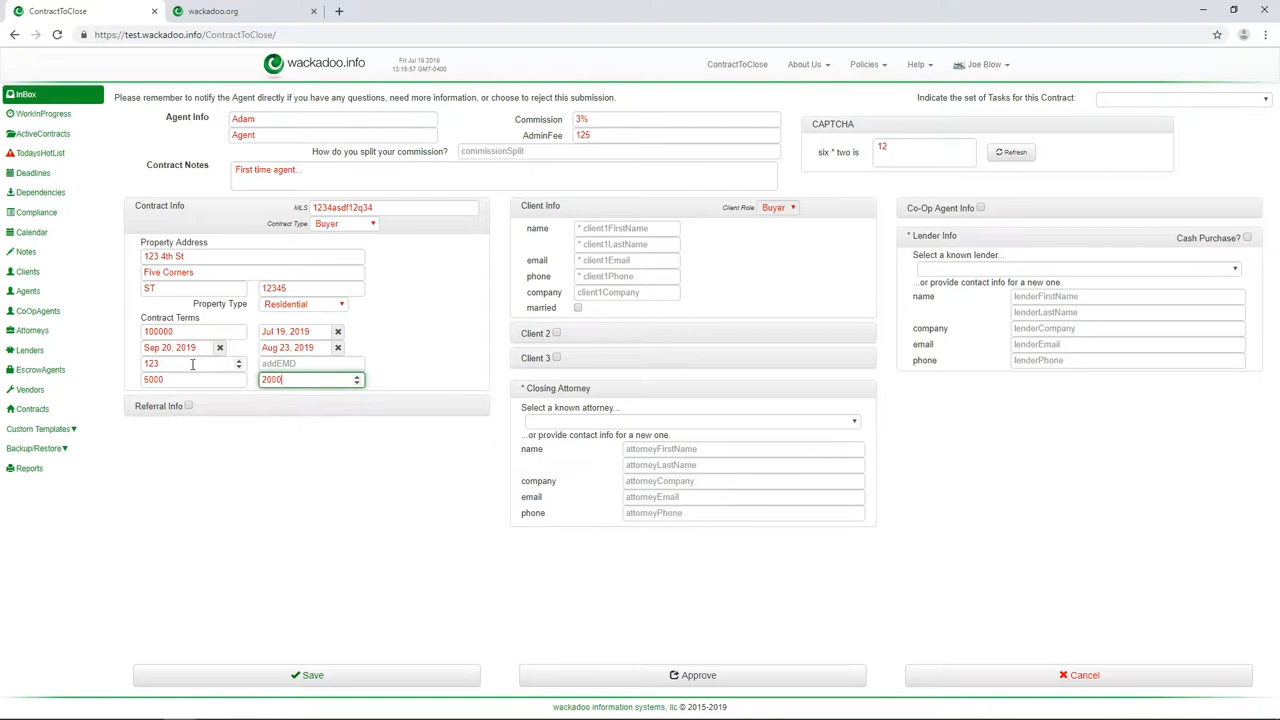 ContractToClose
wackadoo.org
https://test.wackadoo.info/ContractToClose/
wackadoo.info
Fri Jul 19 2019
13:15:57 GMT-0400
ContractToClose
About Us
Policies
Help
Joe Blow
InBox
WorkInProgress
ActiveContracts
TodaysHotList
Deadlines
Dependencies
Compliance
Calendar
Notes
Clients
Agents
CoOpAgents
Attorneys
Lenders
EscrowAgents
Vendors
Contracts
Custom Templates
Backup/Restore
Reports
Please remember to notify the Agent directly if you have any questions, need more information, or choose to reject this submission.
Indicate the set of Tasks for this Contract:
Agent Info
Adam
Agent
Commission 3%
AdminFee 125
How do you split your commission? commissionSplit
Contract Notes
First time agent...
CAPTCHA
six * two is 12
Refresh
Contract Info
MLS 1234asdf12q34
Contract Type Buyer
Property Address
123 4th St
Five Corners
ST 12345
Property Type Residential
Contract Terms
100000 Jul 19, 2019
Sep 20, 2019 Aug 23, 2019
123 addEMD
5000 2000
Referral Info
Client Info
Client Role Buyer
name * client1FirstName
* client1LastName
email * client1Email
phone * client1Phone
company client1Company
married
Client 2
Client 3
* Closing Attorney
Select a known attorney...
...or provide contact info for a new one.
name attorneyFirstName
attorneyLastName
company attorneyCompany
email attorneyEmail
phone attorneyPhone
Co-Op Agent Info
* Lender Info
Cash Purchase?
Select a known lender...
...or provide contact info for a new one.
name lenderFirstName
lenderLastName
company lenderCompany
email lenderEmail
phone lenderPhone
Save
Approve
Cancel
wackadoo information systems, llc © 2015-2019